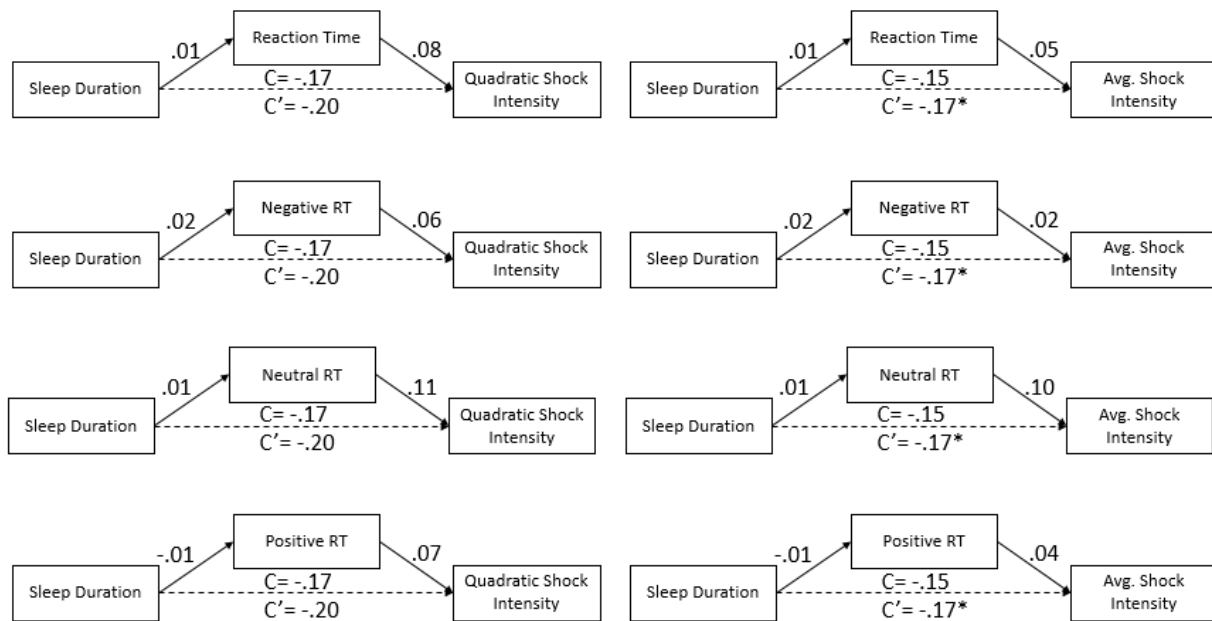 Reaction Time
.01
.08
Sleep Duration
C= -.17
C’= -.20
Quadratic Shock
Intensity
Reaction Time
.01
.05
Sleep Duration
C= -.15
C’= -.17*
Avg. Shock
Intensity
Negative RT
.02
.06
Sleep Duration
C= -.17
C’= -.20
Quadratic Shock
Intensity
Negative RT
.02
.02
Sleep Duration
C= -.15
C’= -.17*
Avg. Shock
Intensity
Neutral RT
.01
.11
Sleep Duration
C= -.17
C’= -.20
Quadratic Shock
Intensity
Neutral RT
.01
.10
Sleep Duration
C= -.15
C’= -.17*
Avg. Shock
Intensity
Positive RT
-.01
.07
Sleep Duration
C= -.17
C’= -.20
Quadratic Shock
Intensity
Positive RT
-.01
.04
Sleep Duration
C= -.15
C’= -.17*
Avg. Shock
Intensity